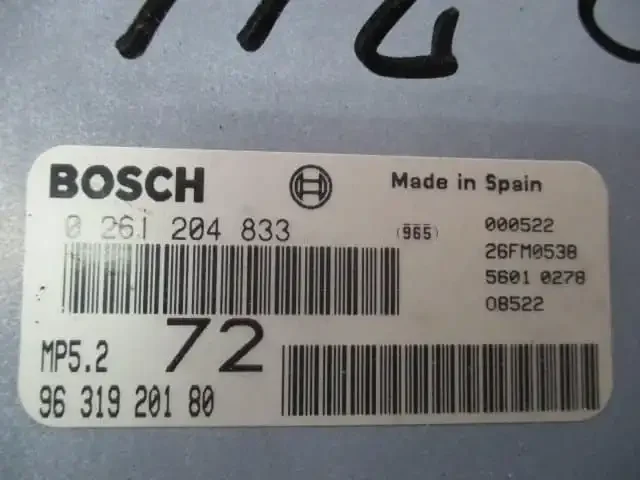 BOSCH
Made in Spain
0 261 204 833
(965)
000522
26FM0538
5601 0278
08522
72
MP5.2
96 319 201 80